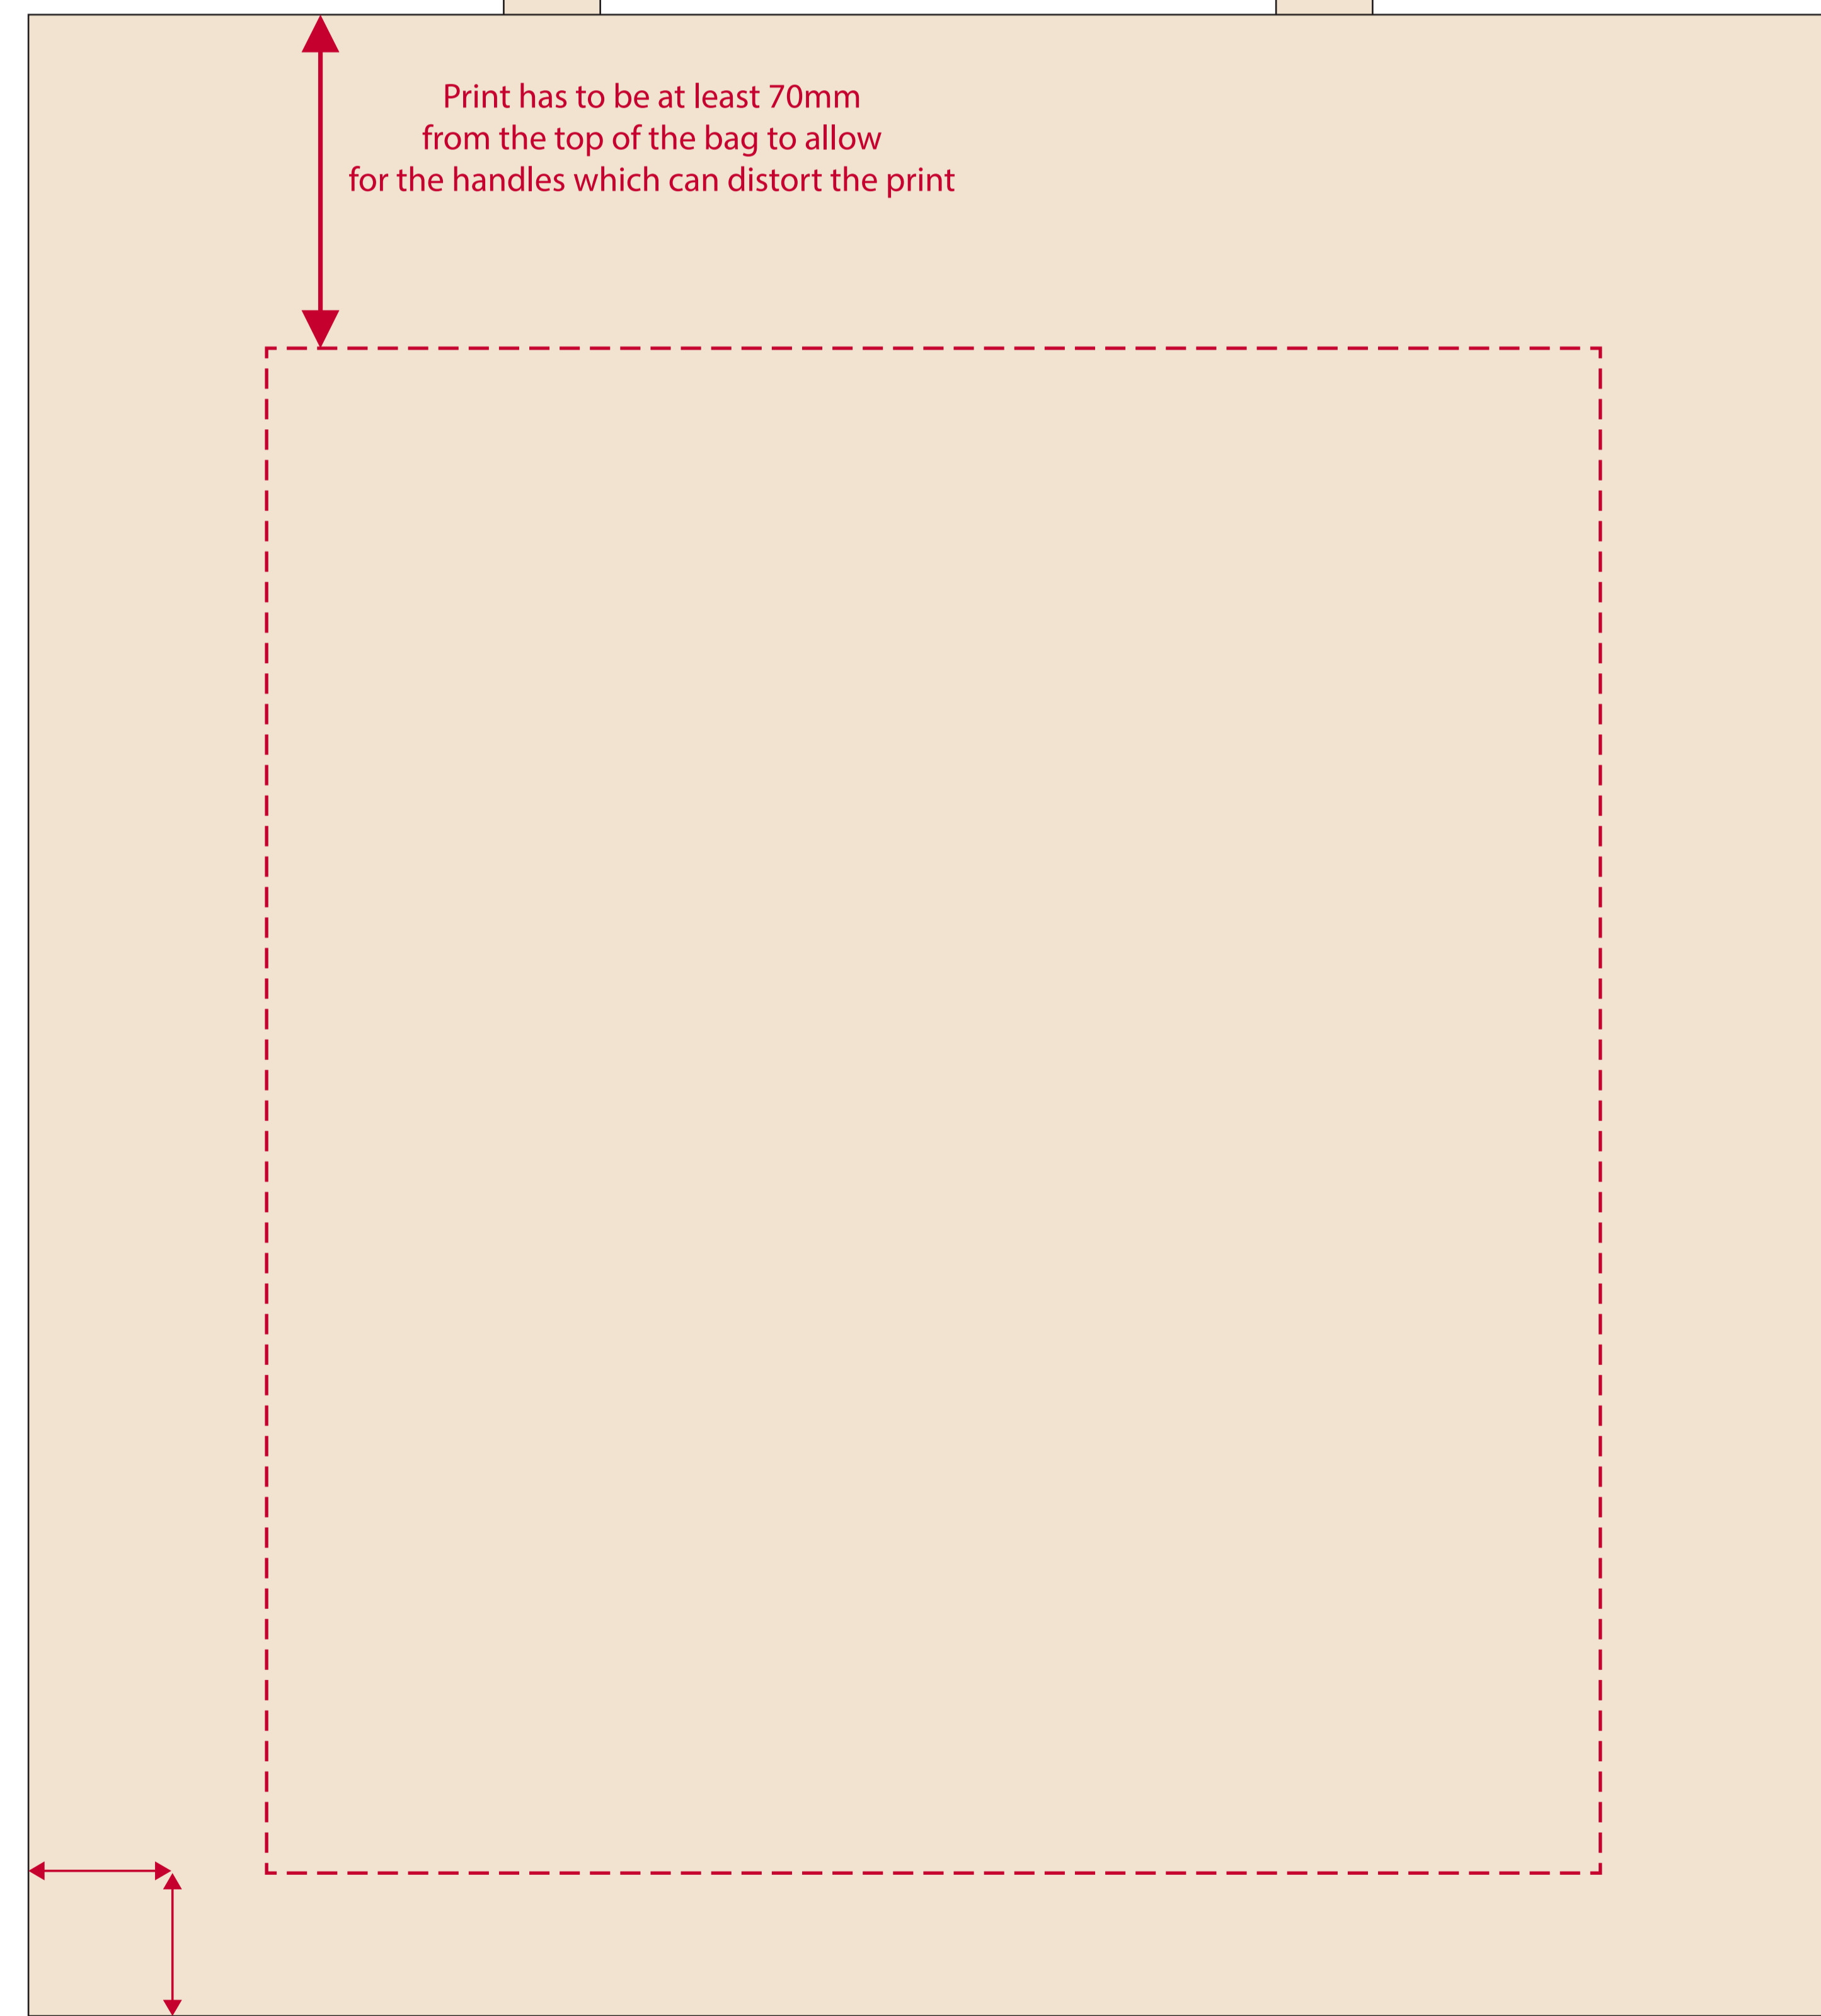 Print has to be at least 70mm
from the top of the bag to allow
for the handles which can distort the print